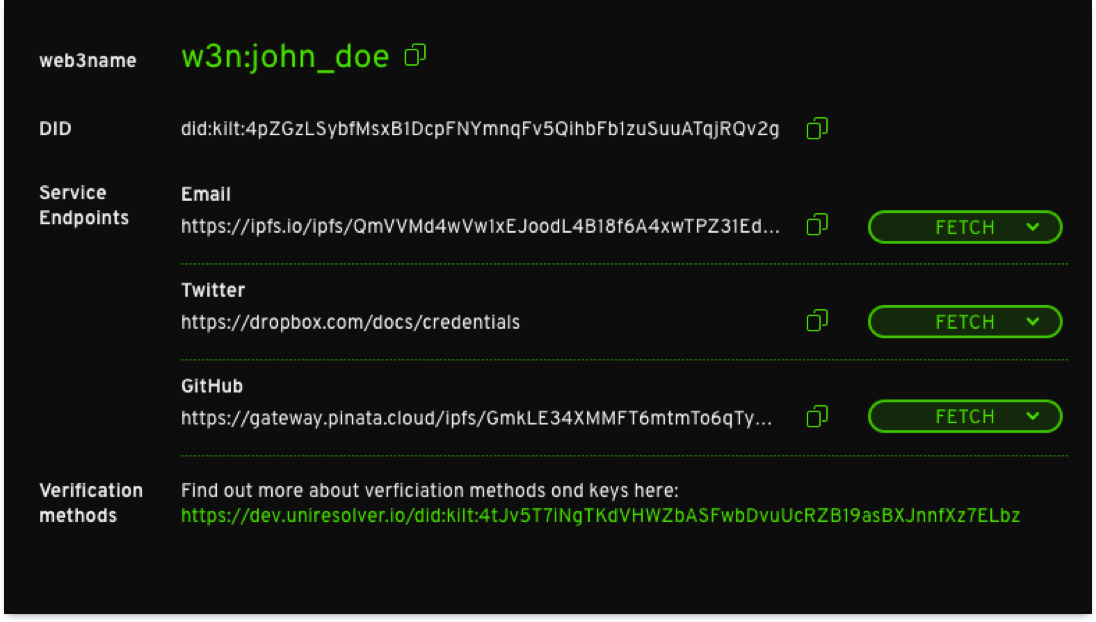 web3name w3n:john_doe
DID did:kilt:4pZGzLSybfMsxB1DcpFNYmnqFv5QihbFb1zuSuuATqjRQv2g
Service Endpoints
Email
https://ipfs.io/ipfs/QmVVMd4wVw1xEJoodL4B18f6A4xwTPZ31Ed... FETCH
Twitter
https://dropbox.com/docs/credentials FETCH
GitHub
https://gateway.pinata.cloud/ipfs/GmkLE34XMMFT6mtmTo6qTy... FETCH
Verification methods
Find out more about verficiation methods ond keys here:
https://dev.uniresolver.io/did:kilt:4tJv5T7iNgTKdVHWZbASFwbDvuUcRZB19asBXJnnfXz7ELbz